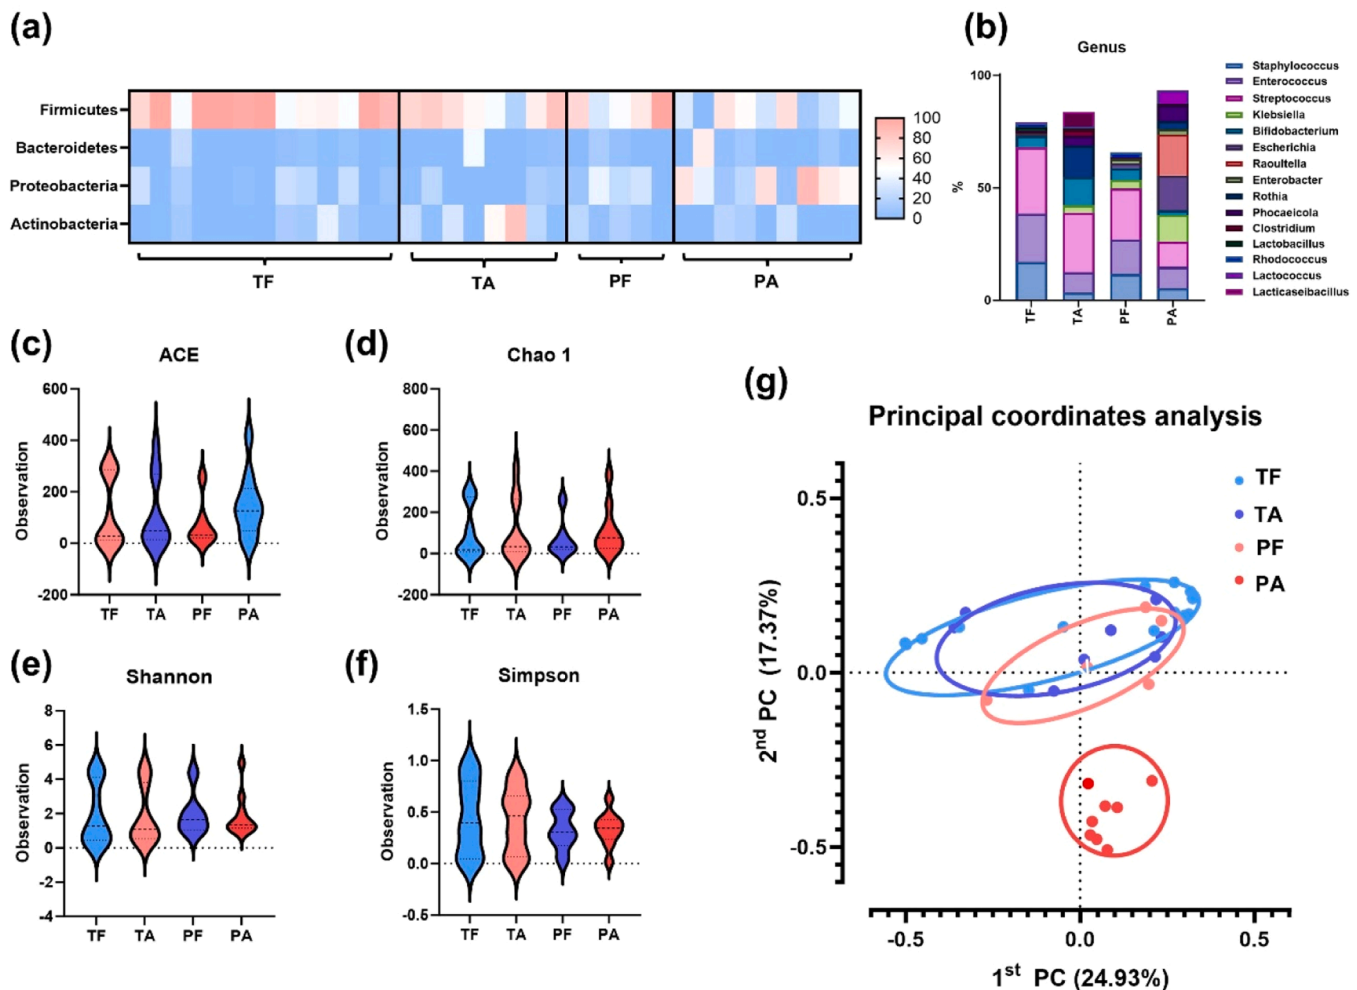 (a)
Firmicutes
Bacteroidetes
Proteobacteria
Actinobacteria
100
80
60
40
20
0
TF TA PF PA
(b)
Genus
100
50
0
%
TF TA PF PA
Staphylococcus
Enterococcus
Streptococcus
Klebsiella
Bifidobacterium
Escherichia
Raoultella
Enterobacter
Rothia
Phocaeicola
Clostridium
Lactobacillus
Rhodococcus
Lactococcus
Lacticaseibacillus
(c)
ACE
Observation
600
400
200
0
-200
TF TA PF PA
(d)
Chao 1
Observation
800
600
400
200
0
-200
TF TA PF PA
(e)
Shannon
Observation
8
6
4
2
0
-2
-4
TF TA PF PA
(f)
Simpson
Observation
1.5
1.0
0.5
0.0
-0.5
TF TA PF PA
(g)
Principal coordinates analysis
TF
TA
PF
PA
2nd PC (17.37%)
0.5
0.0
-0.5
-0.5 0.0 0.5
1st PC (24.93%)